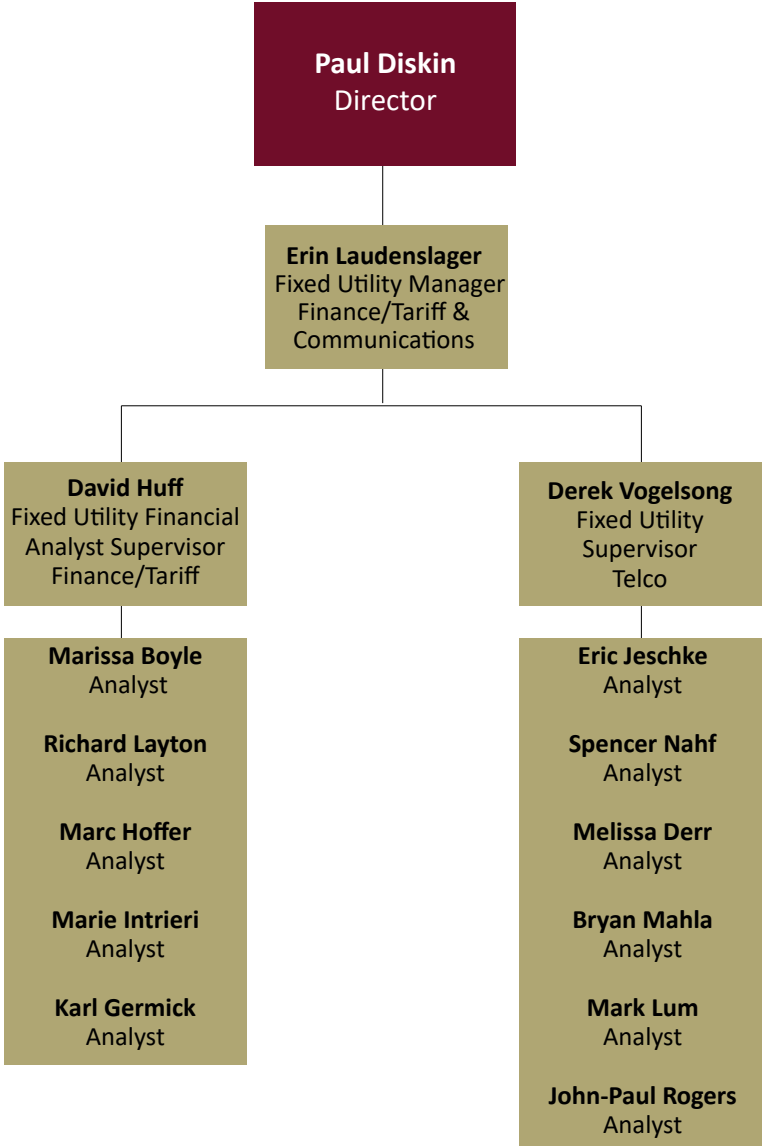 Paul Diskin
Director
Erin Laudenslager
Fixed Utility Manager
Finance/Tariff &
Communications
David Huff
Fixed Utility Financial
Analyst Supervisor
Finance/Tariff
Derek Vogelsong
Fixed Utility
Supervisor
Telco
Marissa Boyle
Analyst
Richard Layton
Analyst
Marc Hoffer
Analyst
Marie Intrieri
Analyst
Karl Germick
Analyst
Eric Jeschke
Analyst
Spencer Nahf
Analyst
Melissa Derr
Analyst
Bryan Mahla
Analyst
Mark Lum
Analyst
John-Paul Rogers
Analyst